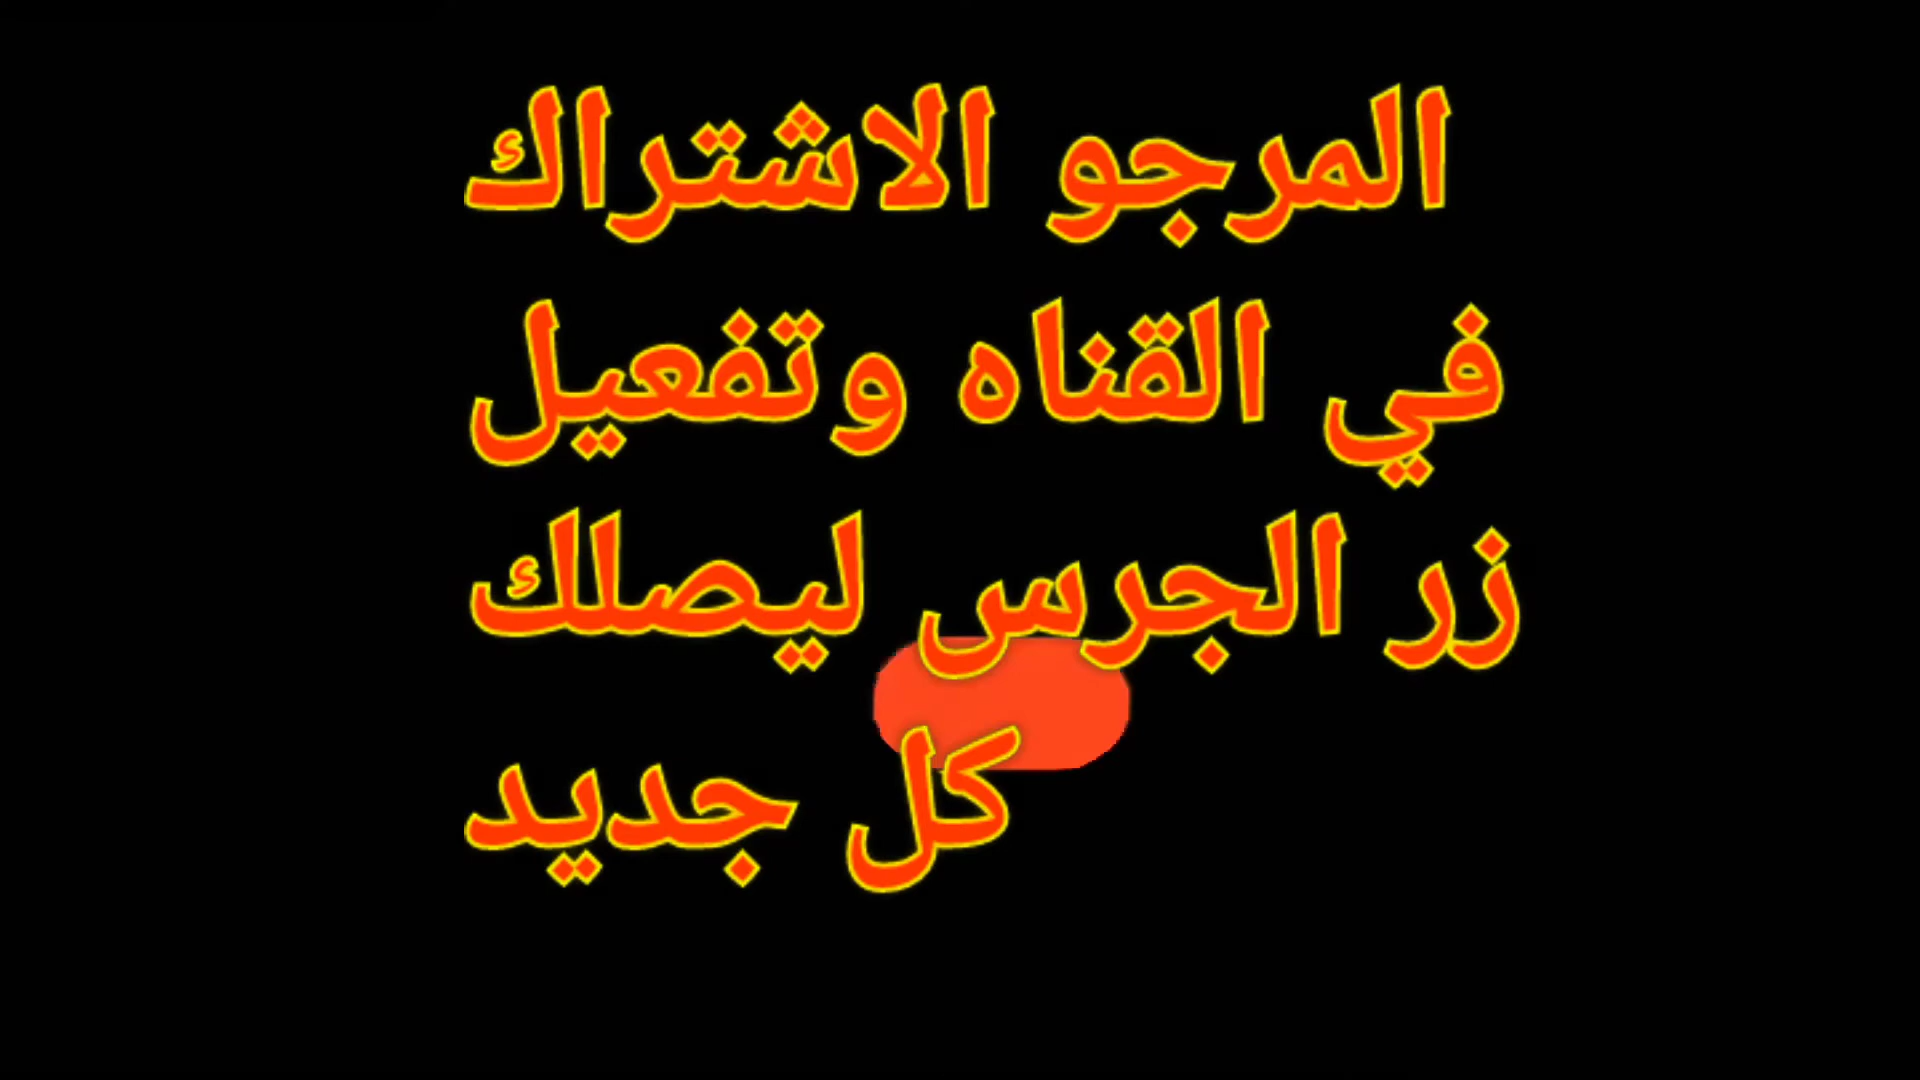 المرجو الاشتراك
في القناه وتفعيل
زر الجرس ليصلك
كل جديد